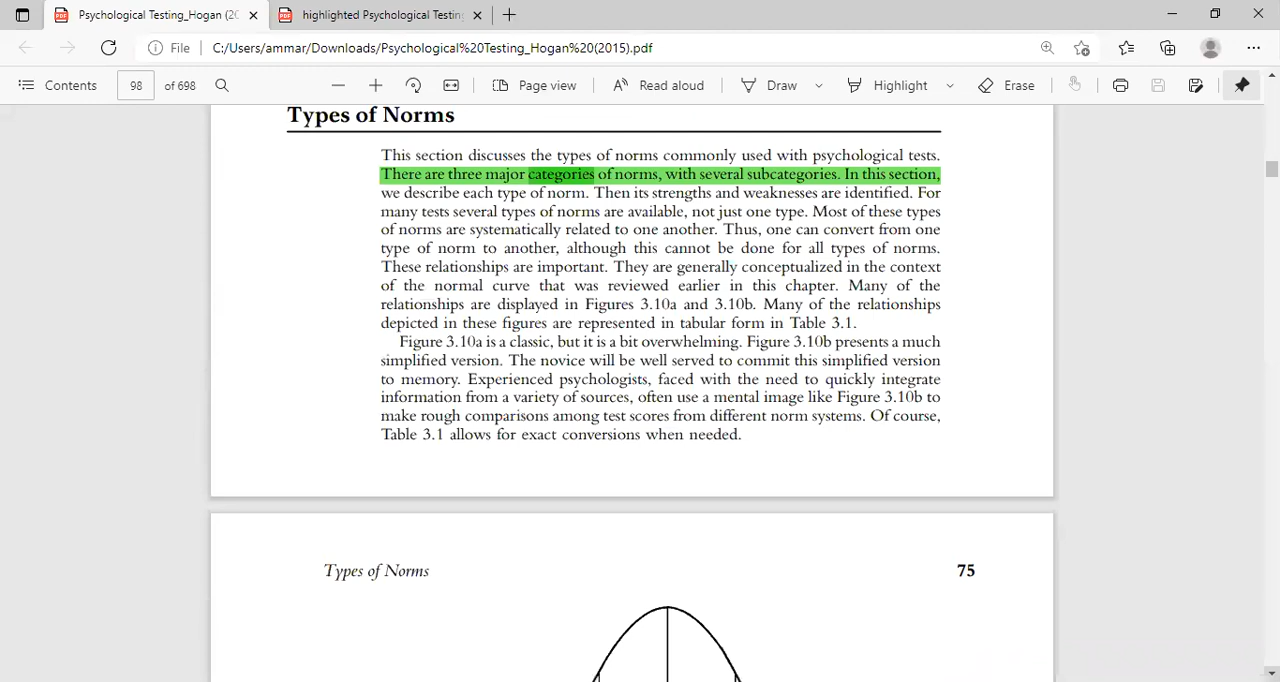 Psychological Testing_Hogan (20
highlighted Psychological Testing
File
C:/Users/ammar/Downloads/Psychological%20Testing_Hogan%20(2015).pdf
Contents
98
of 698
Page view
A
Read aloud
Draw
Highlight
Erase
Types of Norms
This section discusses the types of norms commonly used with psychological tests.
There are three major categories of norms, with several subcategories. In this section,
we describe each type of norm. Then its strengths and weaknesses are identified. For
many tests several types of norms are available, not just one type. Most of these types
of norms are systematically related to one another. Thus, one can convert from one
type of norm to another, although this cannot be done for all types of norms.
These relationships are important. They are generally conceptualized in the context
of the normal curve that was reviewed earlier in this chapter. Many of the
relationships are displayed in Figures 3.10a and 3.10b. Many of the relationships
depicted in these figures are represented in tabular form in Table 3.1.
Figure 3.10a is a classic, but it is a bit overwhelming. Figure 3.10b presents a much
simplified version. The novice will be well served to commit this simplified version
to memory. Experienced psychologists, faced with the need to quickly integrate
information from a variety of sources, often use a mental image like Figure 3.10b to
make rough comparisons among test scores from different norm systems. Of course,
Table 3.1 allows for exact conversions when needed.
Types of Norms
75